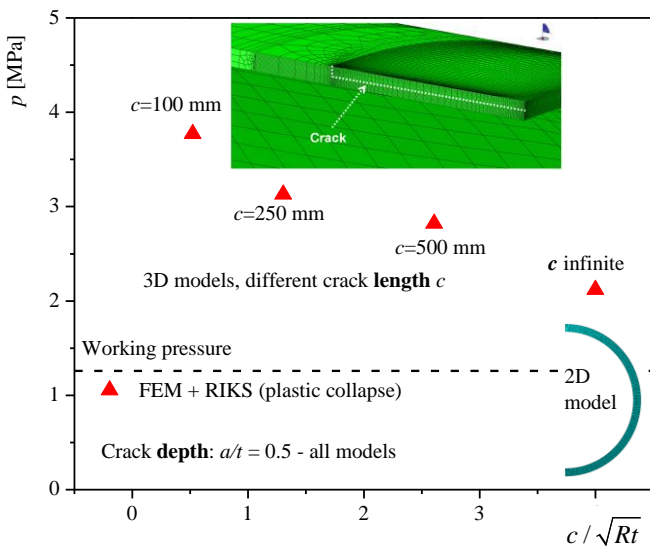 5
4
3
2
1
0
p [MPa]
c=100 mm
Crack
c=250 mm
c=500 mm
c infinite
3D models, different crack length c
Working pressure
FEM + RIKS (plastic collapse)
2D
model
Crack depth: a/t = 0.5 - all models
0 1 2 3 4
c / √Rt